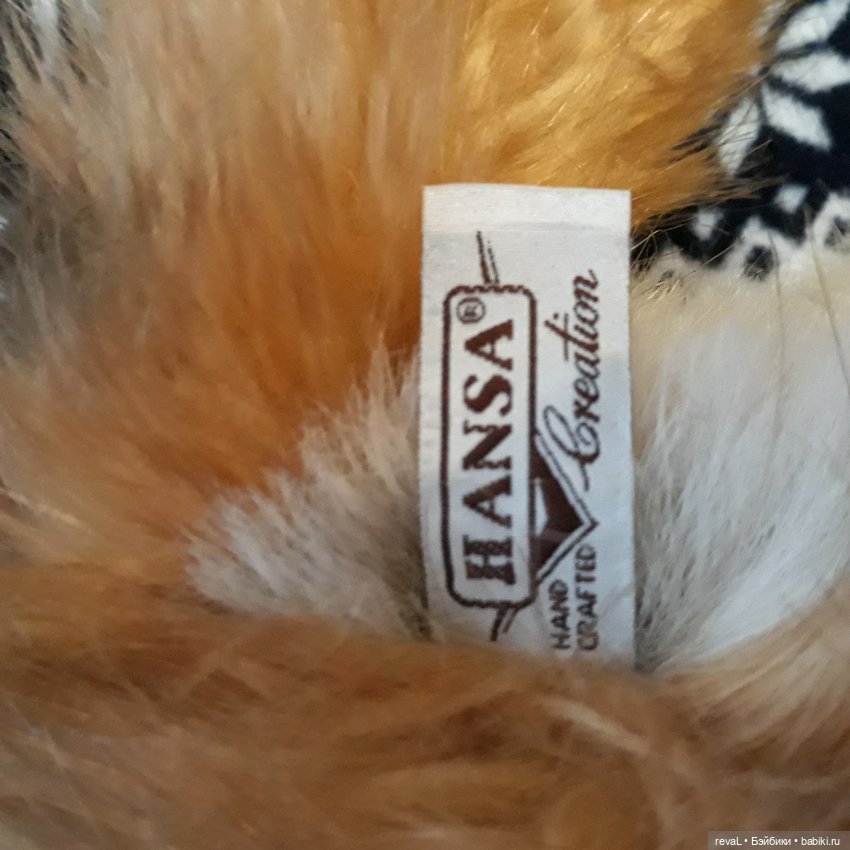 HANSA®
Creation
HAND
CRAFTED
revaL • Бэйбики • babiki.ru